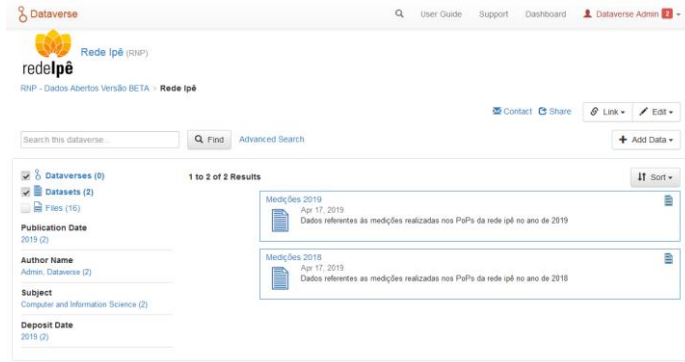 Dataverse
User Guide Support Dashboard Dataverse Admin 2
redeIpê
Rede Ipê (RNP)
RNP - Dados Abertos Versão BETA > Rede Ipê
Contact Share Link Edit
Search this dataverse... Find Advanced Search Add Data
Dataverses (0)
Datasets (2)
Files (16)
Publication Date
2019 (2)
Author Name
Admin, Dataverse (2)
Subject
Computer and Information Science (2)
Deposit Date
2019 (2)
1 to 2 of 2 Results Sort
Medições 2019
Apr 17, 2019
Dados referentes às medições realizadas nos PoPs da rede ipê no ano de 2019
Medições 2018
Apr 17, 2019
Dados referentes as medições realizadas nos PoPs da rede ipê no ano de 2018